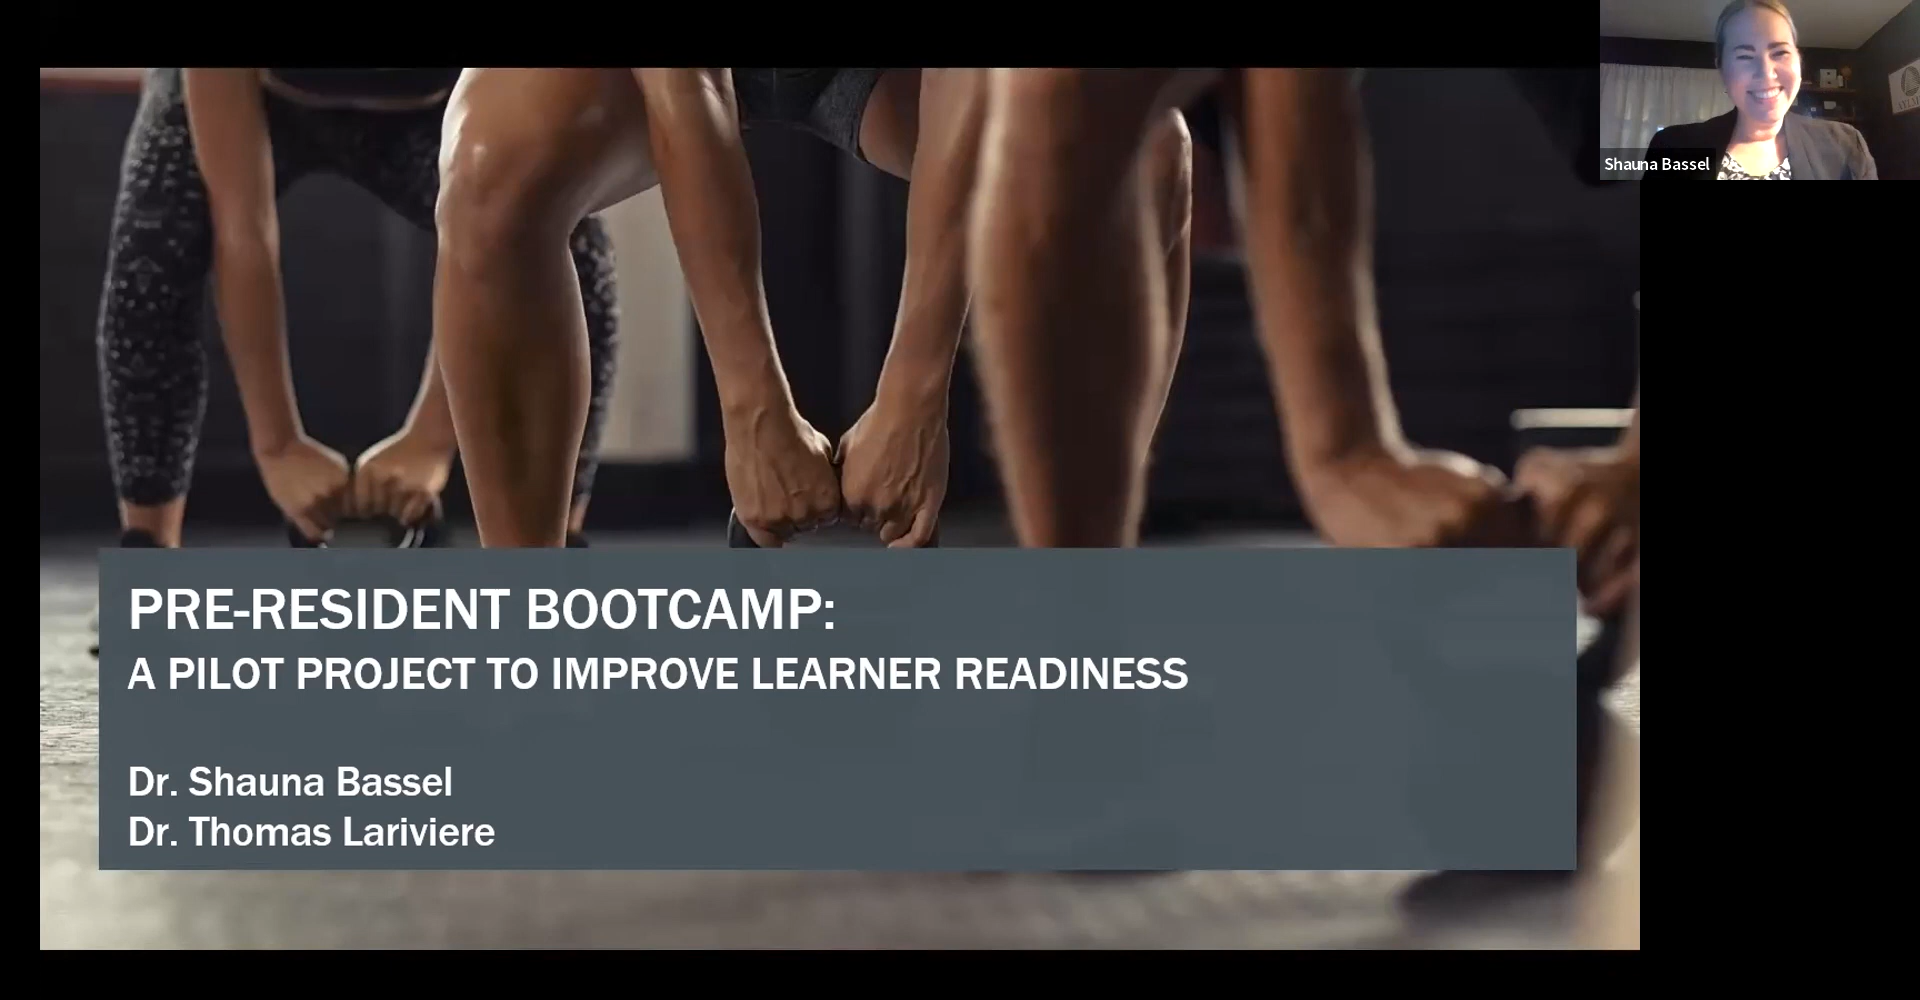 PRE-RESIDENT BOOTCAMP:
A PILOT PROJECT TO IMPROVE LEARNER READINESS
Dr. Shauna Bassel
Dr. Thomas Lariviere
Shauna Bassel